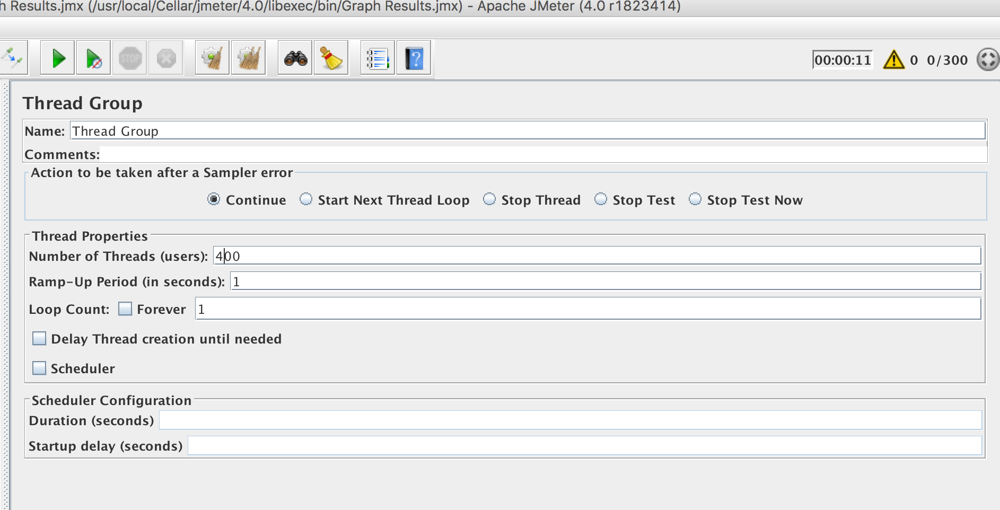 h Results.jmx (/usr/local/Cellar/jmeter/4.0/libexec/bin/Graph Results.jmx) - Apache JMeter (4.0 r1823414)
STOP
?
00:00:11 0 0/300
Thread Group
Name: Thread Group
Comments:
Action to be taken after a Sampler error
Continue Start Next Thread Loop Stop Thread Stop Test Stop Test Now
Thread Properties
Number of Threads (users): 400
Ramp-Up Period (in seconds): 1
Loop Count: Forever 1
Delay Thread creation until needed
Scheduler
Scheduler Configuration
Duration (seconds)
Startup delay (seconds)